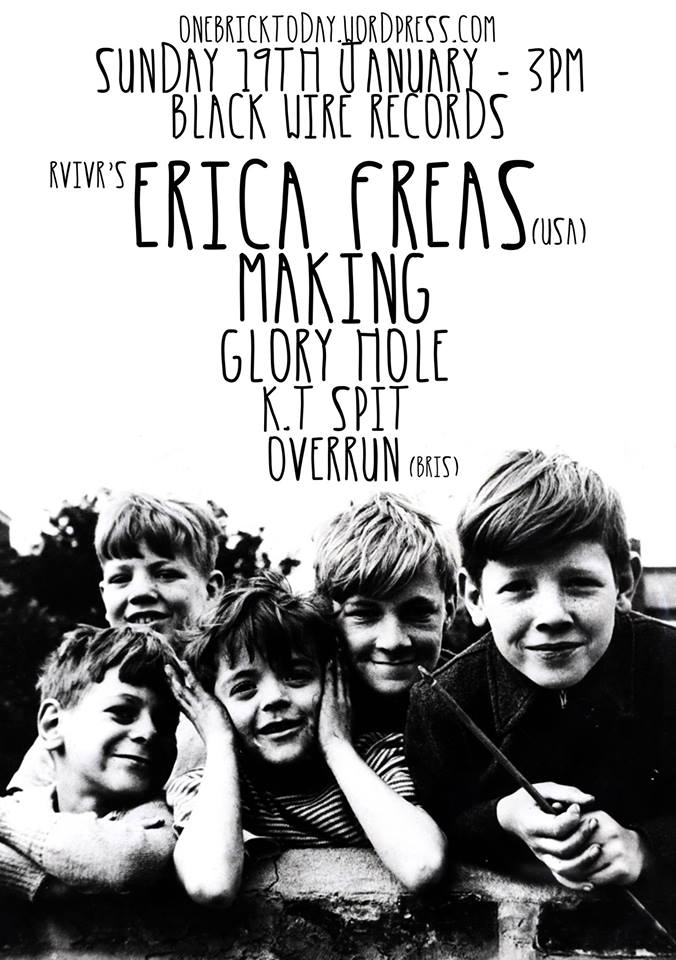 ONEBRICKTODAY.WORDPRESS.COM
SUNDAY 19TH JANUARY - 3PM
BLACK WIRE RECORDS
RVIVR'S ERICA FREAS (USA)
MAKING
GLORY HOLE
K.T SPIT
OVERRUN (BRIS)